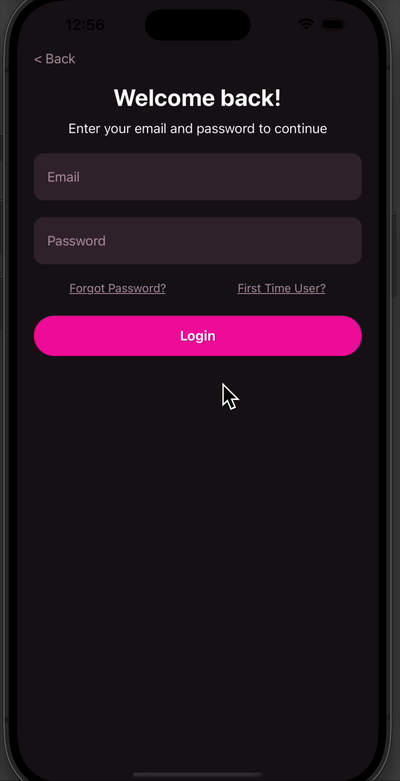 12:56
< Back
Welcome back!
Enter your email and password to continue
Email
Password
Forgot Password? First Time User?
Login